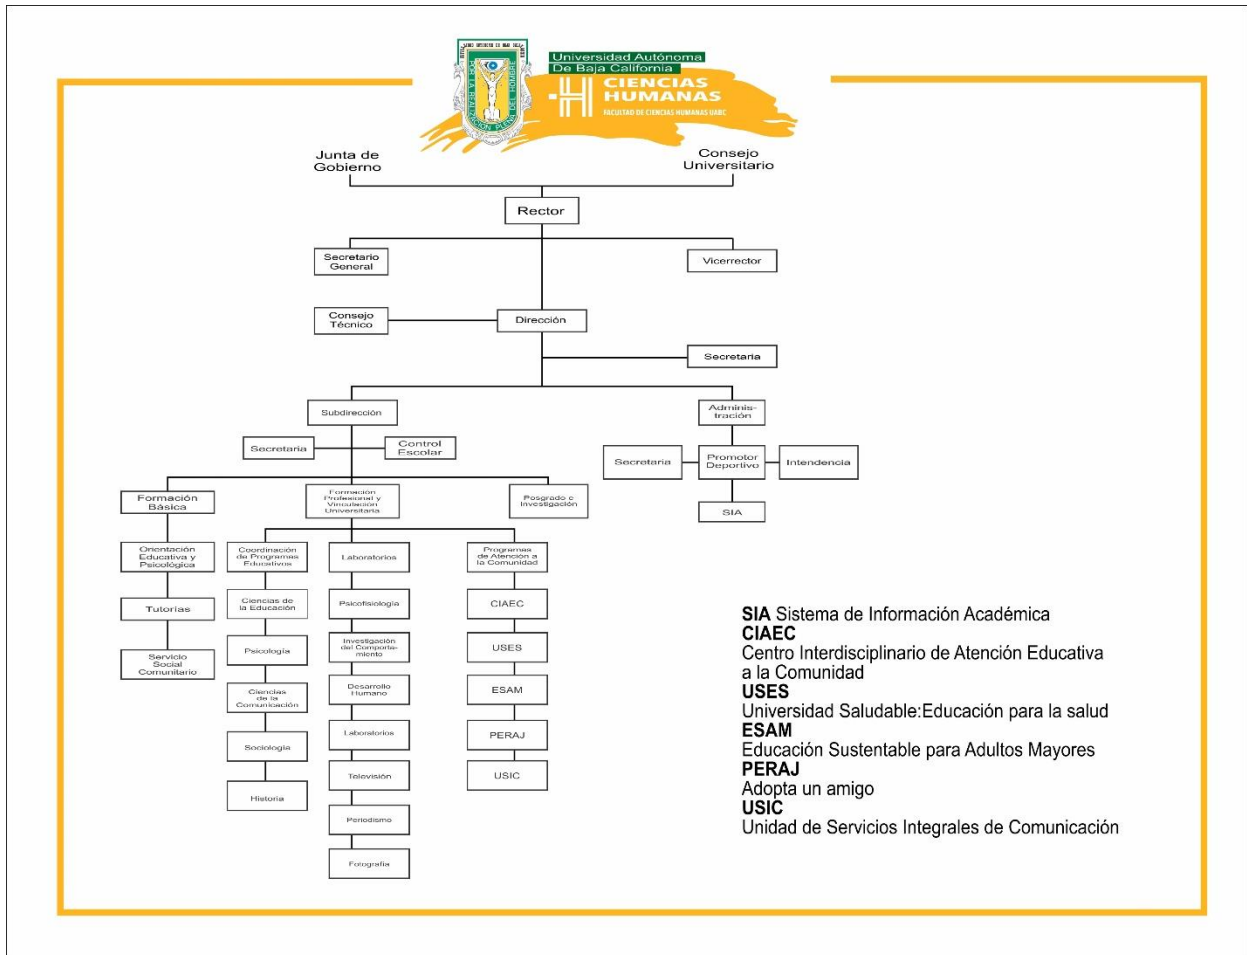 POR LA REALIZACIÓN PLENA DEL HOMBRE
Universidad Autónoma
De Baja California
CIENCIAS
HUMANAS
FACULTAD DE CIENCIAS HUMANAS UABC
Junta de
Gobierno
Consejo
Universitario
Rector
Secretario
General
Vicerrector
Consejo
Técnico
Dirección
Secretaria
Subdirección
Adminis-
tración
Secretaria
Control
Escolar
Secretaria
Promotor
Deportivo
Intendencia
SIA
Formación
Básica
Formación
Profesional y
Vinculación
Universitaria
Posgrado e
Investigación
Orientación
Educativa y
Psicológica
Tutorías
Servicio
Social
Comunitario
Coordinación
de Programas
Educativos
Ciencias de
la Educación
Psicología
Ciencias
de la
Comunicación
Sociología
Historia
Laboratorios
Psicofisiología
Investigación
del Comporta-
miento
Desarrollo
Humano
Laboratorios
Televisión
Periodismo
Fotografía
Programas
de Atención a
la Comunidad
CIAEC
USES
ESAM
PERAJ
USIC
SIA Sistema de Información Académica
CIAEC
Centro Interdisciplinario de Atención Educativa
a la Comunidad
USES
Universidad Saludable:Educación para la salud
ESAM
Educación Sustentable para Adultos Mayores
PERAJ
Adopta un amigo
USIC
Unidad de Servicios Integrales de Comunicación